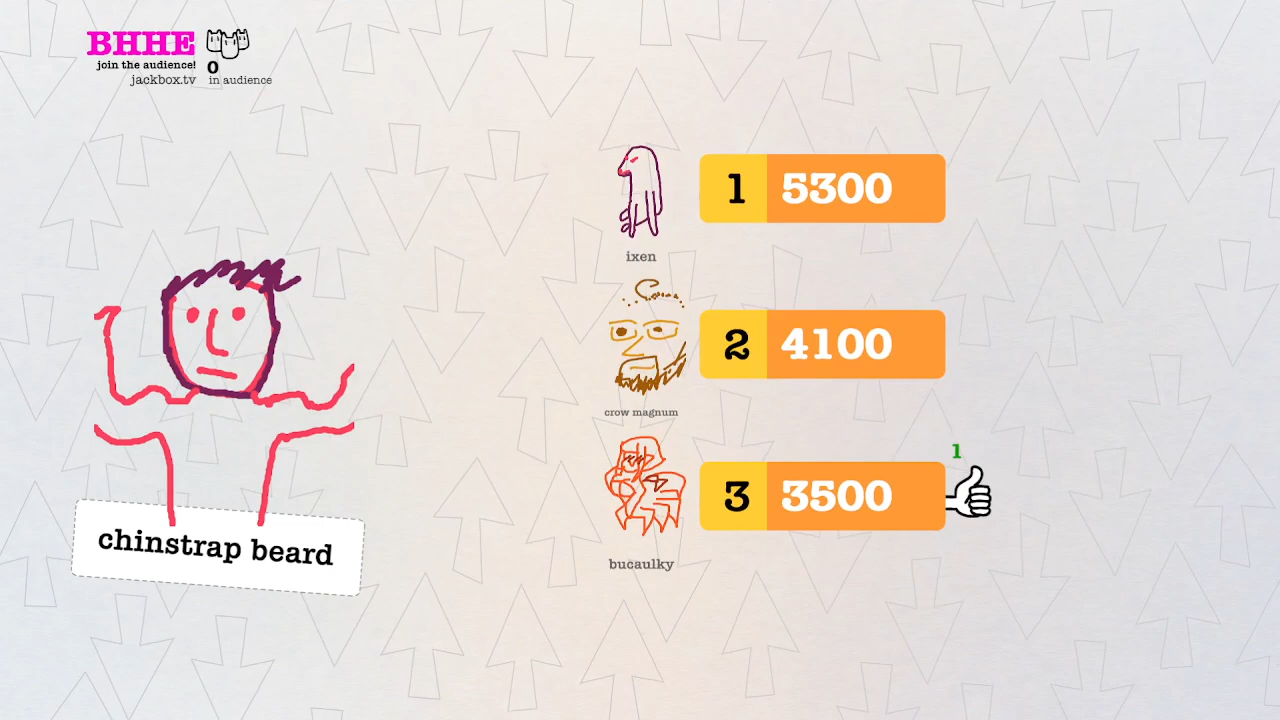 BHHE
join the audience!
jackbox.tv
0
in audience
chinstrap beard
1 5300
ixen
2 4100
crow magnum
1
3 3500
bucaulky